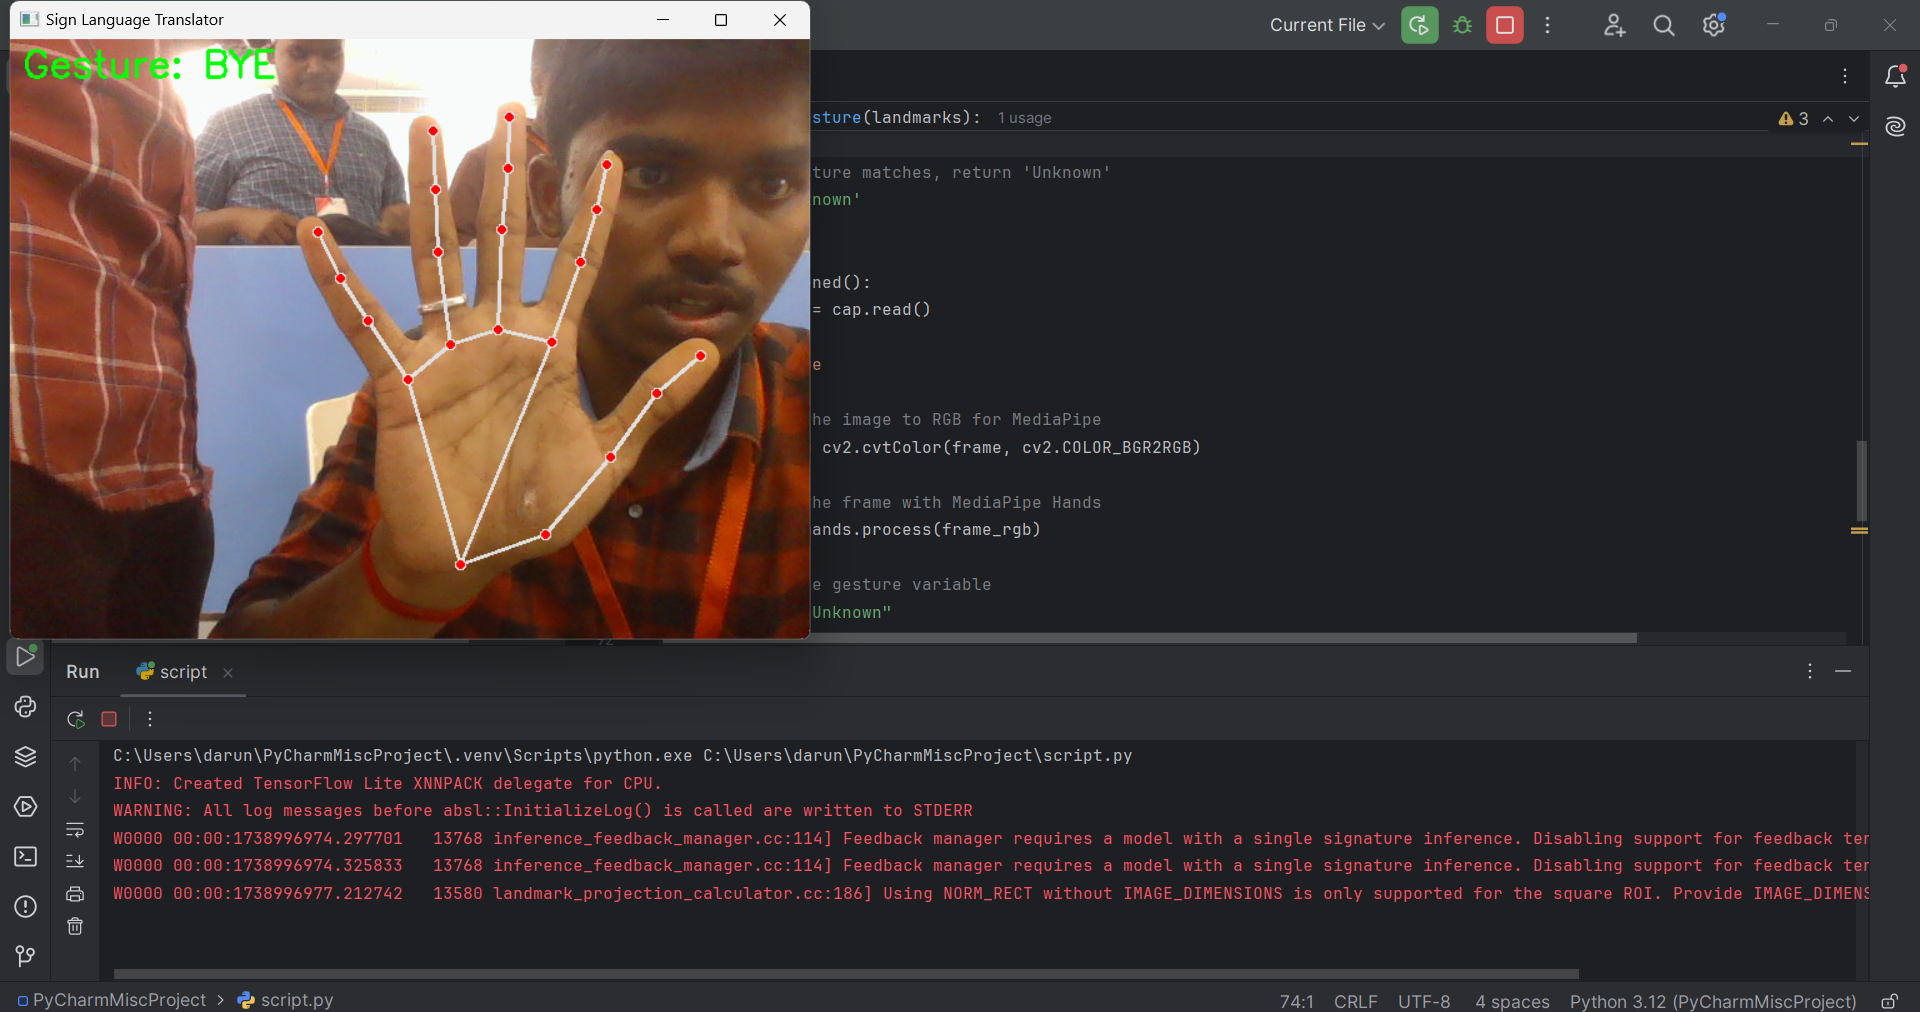 Sign Language Translator
Current File
Gesture: BYE
sture(landmarks): 1 usage
3
ture matches, return 'Unknown'
nown'
ned():
= cap.read()
e
he image to RGB for MediaPipe
cv2.cvtColor(frame, cv2.COLOR_BGR2RGB)
he frame with MediaPipe Hands
ands.process(frame_rgb)
e gesture variable
Unknown"
Run script
C:\Users\darun\PyCharmMiscProject\.venv\Scripts\python.exe C:\Users\darun\PyCharmMiscProject\script.py
INFO: Created TensorFlow Lite XNNPACK delegate for CPU.
WARNING: All log messages before absl::InitializeLog() is called are written to STDERR
W0000 00:00:1738996974.297701 13768 inference_feedback_manager.cc:114] Feedback manager requires a model with a single signature inference. Disabling support for feedback ter
W0000 00:00:1738996974.325833 13768 inference_feedback_manager.cc:114] Feedback manager requires a model with a single signature inference. Disabling support for feedback ter
W0000 00:00:1738996977.212742 13580 landmark_projection_calculator.cc:186] Using NORM_RECT without IMAGE_DIMENSIONS is only supported for the square ROI. Provide IMAGE_DIMENS
PyCharmMiscProject > script.py
74:1 CRLF UTF-8 4 spaces Python 3.12 (PyCharmMiscProject)